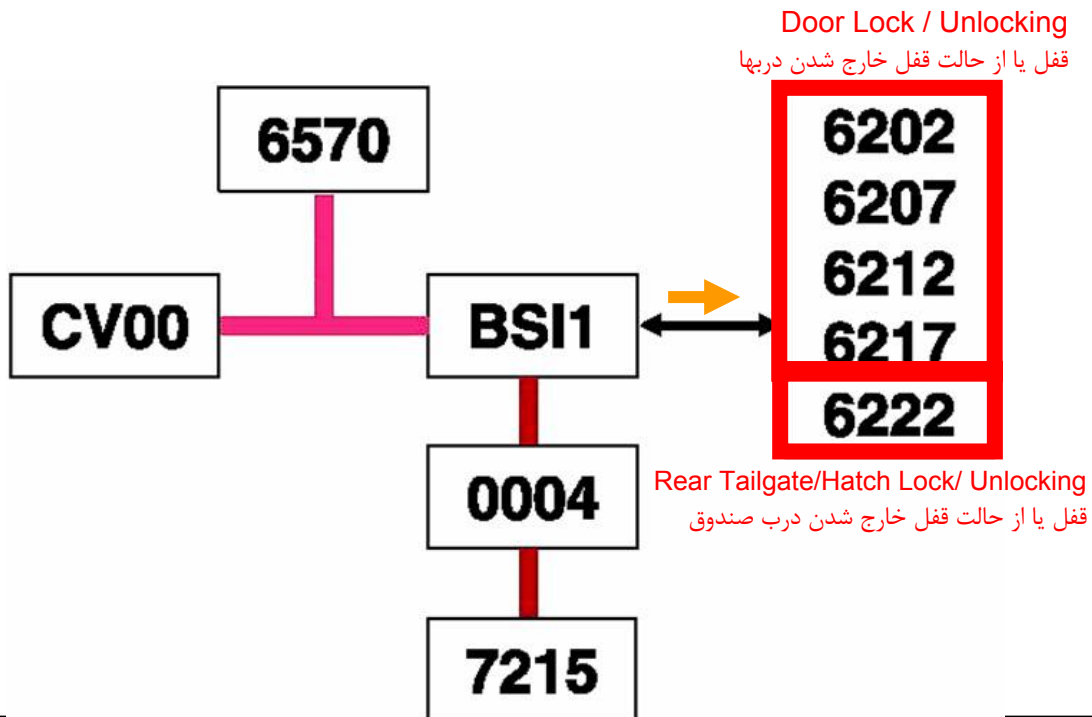 Door Lock / Unlocking
قفل یا از حالت قفل خارج شدن دربها
6570
6202
6207
6212
6217
6222
CV00
BSI1
0004
Rear Tailgate/Hatch Lock/ Unlocking
قفل یا از حالت قفل خارج شدن درب صندوق
7215